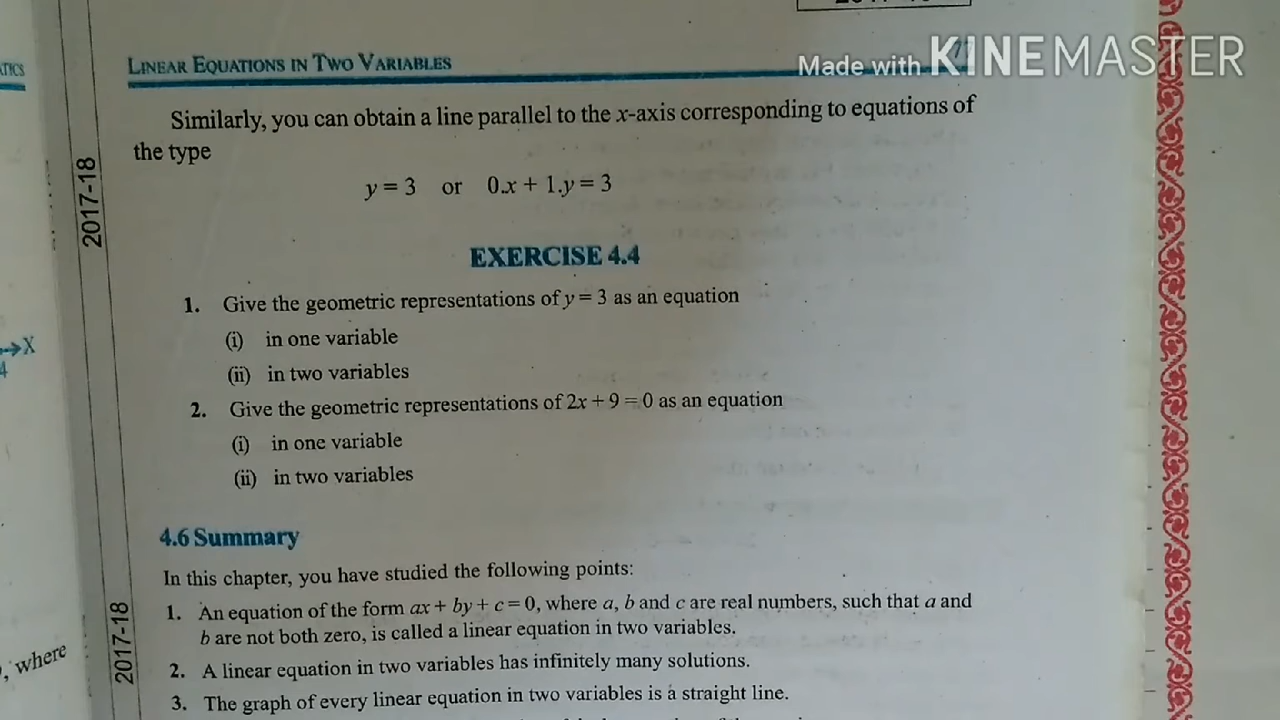 LINEAR EQUATIONS IN TWO VARIABLES
Made with KINEMASTER
ATICS
Similarly, you can obtain a line parallel to the x-axis corresponding to equations of
the type
y = 3 or 0.x + 1.y = 3
2017-18
EXERCISE 4.4
1. Give the geometric representations of y = 3 as an equation
(i) in one variable
(ii) in two variables
X
4
2. Give the geometric representations of 2x + 9 = 0 as an equation
(i) in one variable
(ii) in two variables
4.6 Summary
In this chapter, you have studied the following points:
1. An equation of the form ax + by + c = 0, where a, b and c are real numbers, such that a and
b are not both zero, is called a linear equation in two variables.
2017-18
, where
2. A linear equation in two variables has infinitely many solutions.
3. The graph of every linear equation in two variables is a straight line.